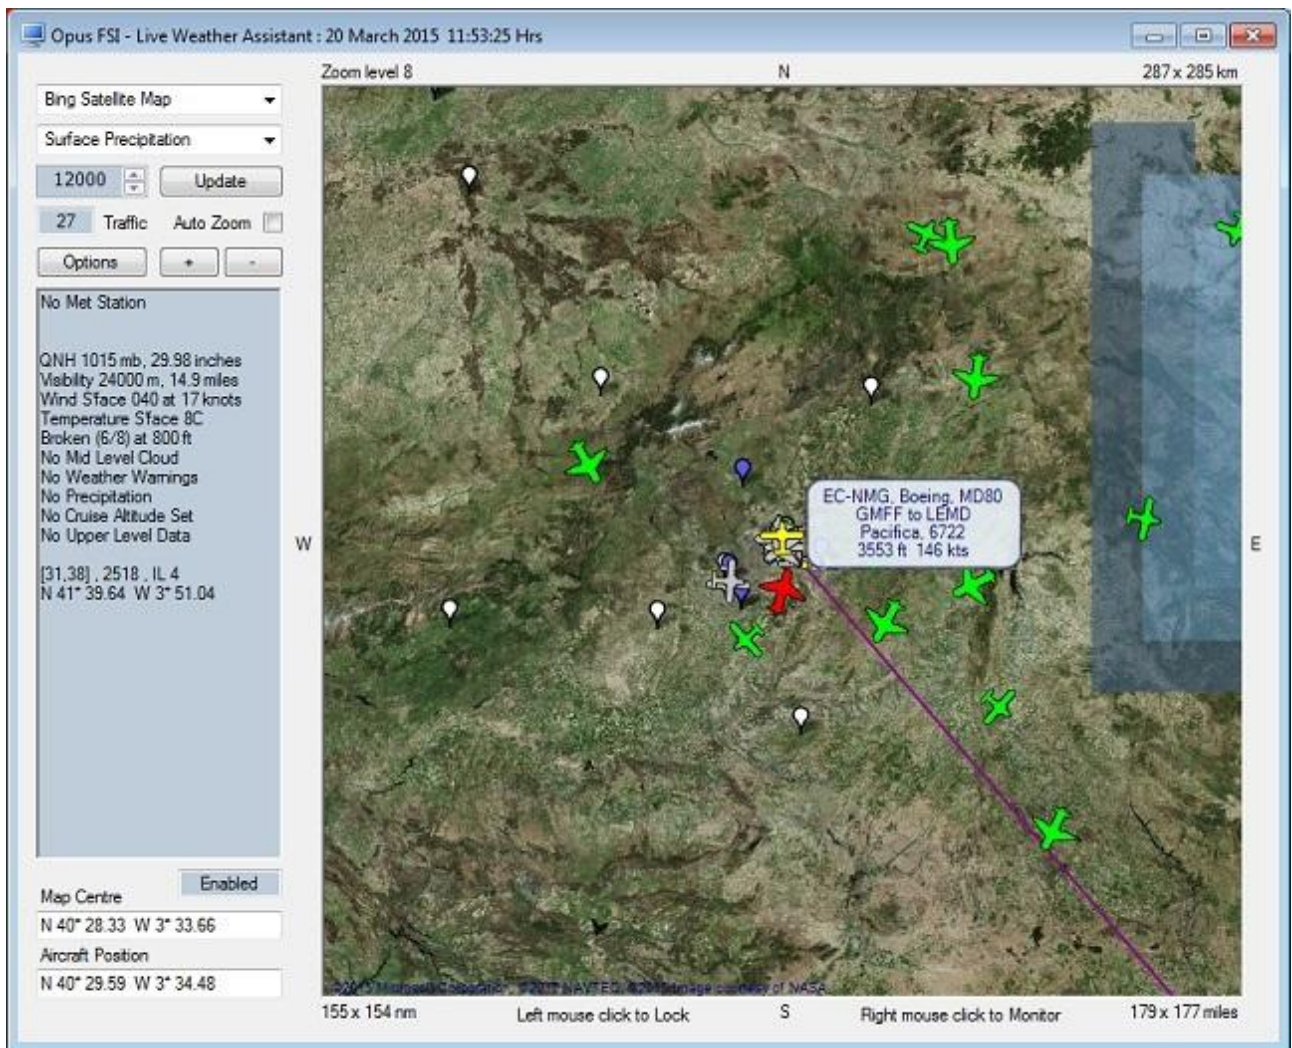 Opus FSI - Live Weather Assistant : 20 March 2015 11:53:25 Hrs
Zoom level 8
N
287 x 285 km
Bing Satellite Map
Surface Precipitation
12000
Update
27 Traffic Auto Zoom
Options + -
No Met Station
QNH 1015 mb, 29.98 inches
Visibility 24000 m, 14.9 miles
Wind Sface 040 at 17 knots
Temperature Sface 8C
Broken (6/8) at 800 ft
No Mid Level Cloud
No Weather Warnings
No Precipitation
No Cruise Altitude Set
No Upper Level Data
[31,38] , 2518 , IL 4
N 41* 39.64 W 3* 51.04
W
EC-NMG, Boeing, MD80
GMFF to LEMD
Pacifica, 6722
3553 ft 146 kts
E
Enabled
Map Centre
N 40* 28.33 W 3* 33.66
Aircraft Position
N 40* 29.59 W 3* 34.48
Microsoft Corporation NAVTEQ, image courtesy of NASA
155 x 154 nm
Left mouse click to Lock
S
Right mouse click to Monitor
179 x 177 miles